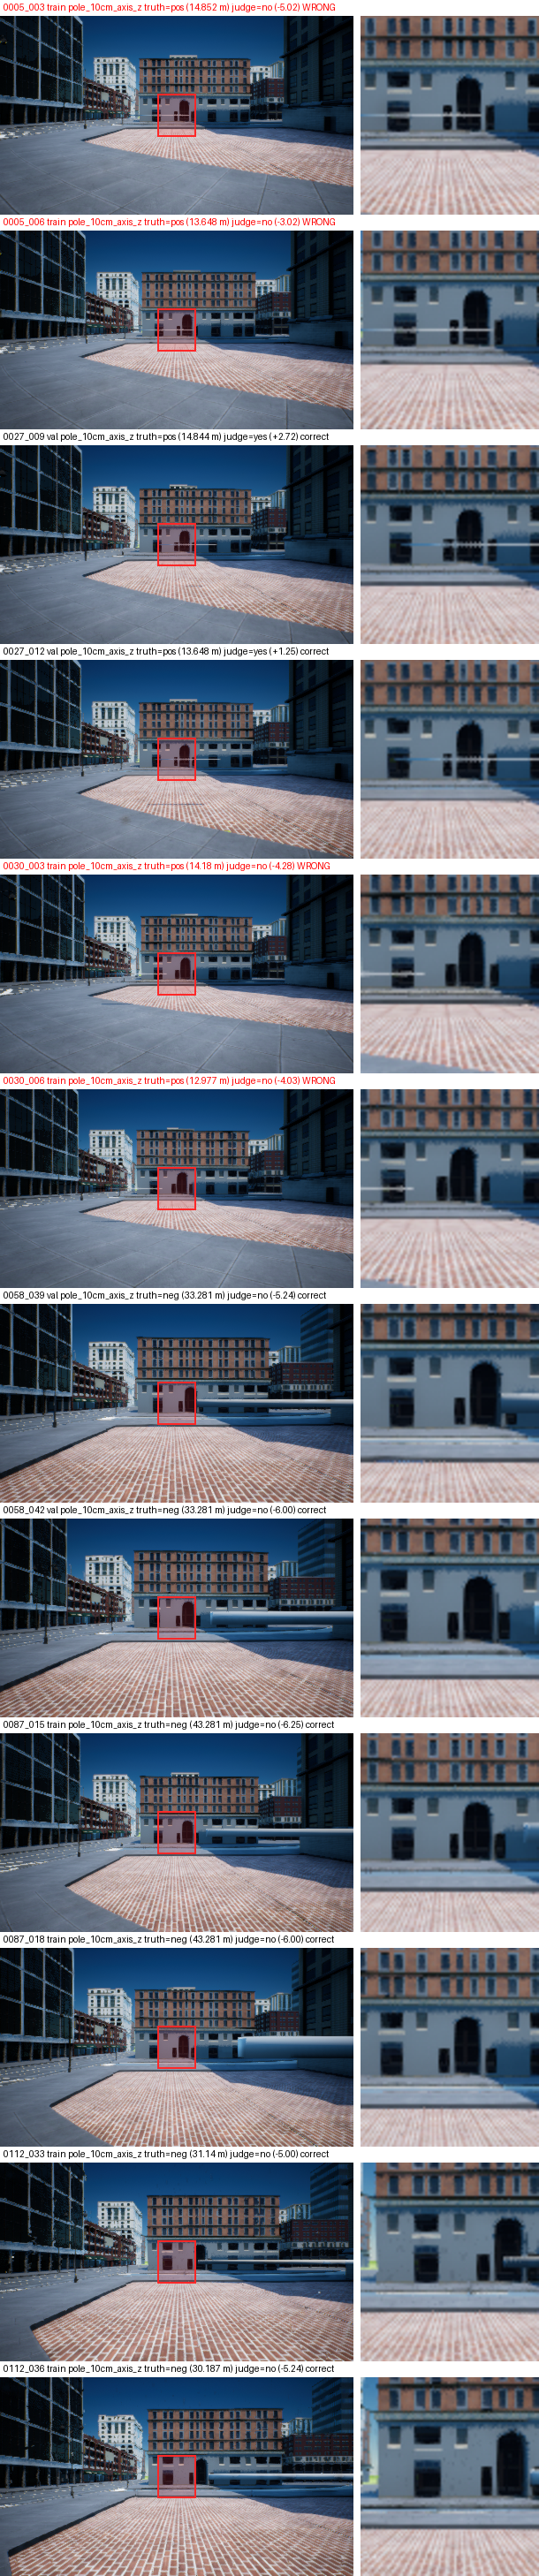 0005_003 train pole_10cm_axis_z truth=pos (14.852 m) judge=no (-5.02) WRONG
0005_006 train pole_10cm_axis_z truth=pos (13.648 m) judge=no (-3.02) WRONG
0027_009 val pole_10cm_axis_z truth=pos (14.844 m) judge=yes (+2.72) correct
0027_012 val pole_10cm_axis_z truth=pos (13.648 m) judge=yes (+1.25) correct
0030_003 train pole_10cm_axis_z truth=pos (14.18 m) judge=no (-4.28) WRONG
0030_006 train pole_10cm_axis_z truth=pos (12.977 m) judge=no (-4.03) WRONG
0058_039 val pole_10cm_axis_z truth=neg (33.281 m) judge=no (-5.24) correct
0058_042 val pole_10cm_axis_z truth=neg (33.281 m) judge=no (-6.00) correct
0087_015 train pole_10cm_axis_z truth=neg (43.281 m) judge=no (-6.25) correct
0087_018 train pole_10cm_axis_z truth=neg (43.281 m) judge=no (-6.00) correct
0112_033 train pole_10cm_axis_z truth=neg (31.14 m) judge=no (-5.00) correct
0112_036 train pole_10cm_axis_z truth=neg (30.187 m) judge=no (-5.24) correct